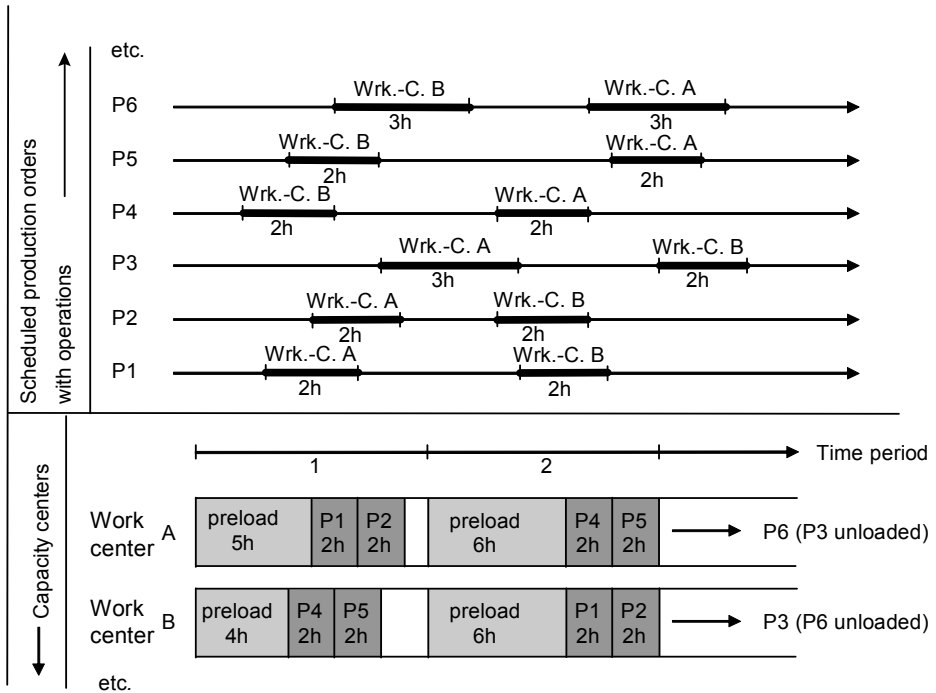 etc.
Wrk.-C. B Wrk.-C. A
P6
3h 3h
Wrk.-C. B Wrk.-C. A
P5
2h 2h
Wrk.-C. B Wrk.-C. A
P4
2h 2h
Wrk.-C. A Wrk.-C. B
P3
3h 2h
Wrk.-C. A Wrk.-C. B
P2
2h 2h
Wrk.-C. A Wrk.-C. B
P1
2h 2h
Scheduled production orders
with operations
Time period
1 2
Capacity centers
Work
center A
preload
5h
P1
2h
P2
2h
preload
6h
P4
2h
P5
2h
P6 (P3 unloaded)
Work
center B
preload
4h
P4
2h
P5
2h
preload
6h
P1
2h
P2
2h
P3 (P6 unloaded)
etc.